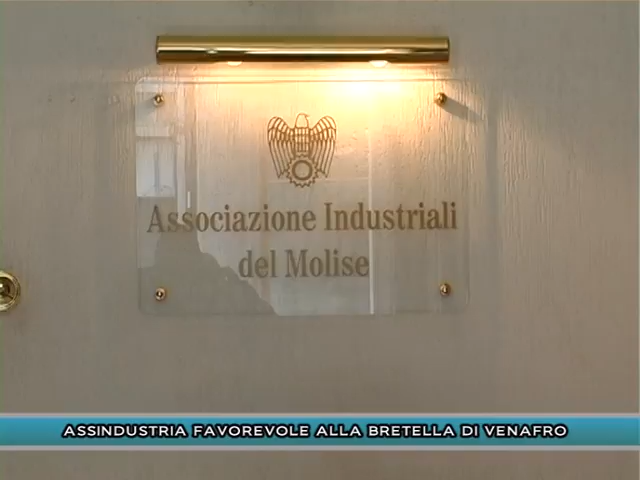 Associazione Industriali
del Molise
ASSINDUSTRIA FAVOREVOLE ALLA BRETELLA DI VENAFRO